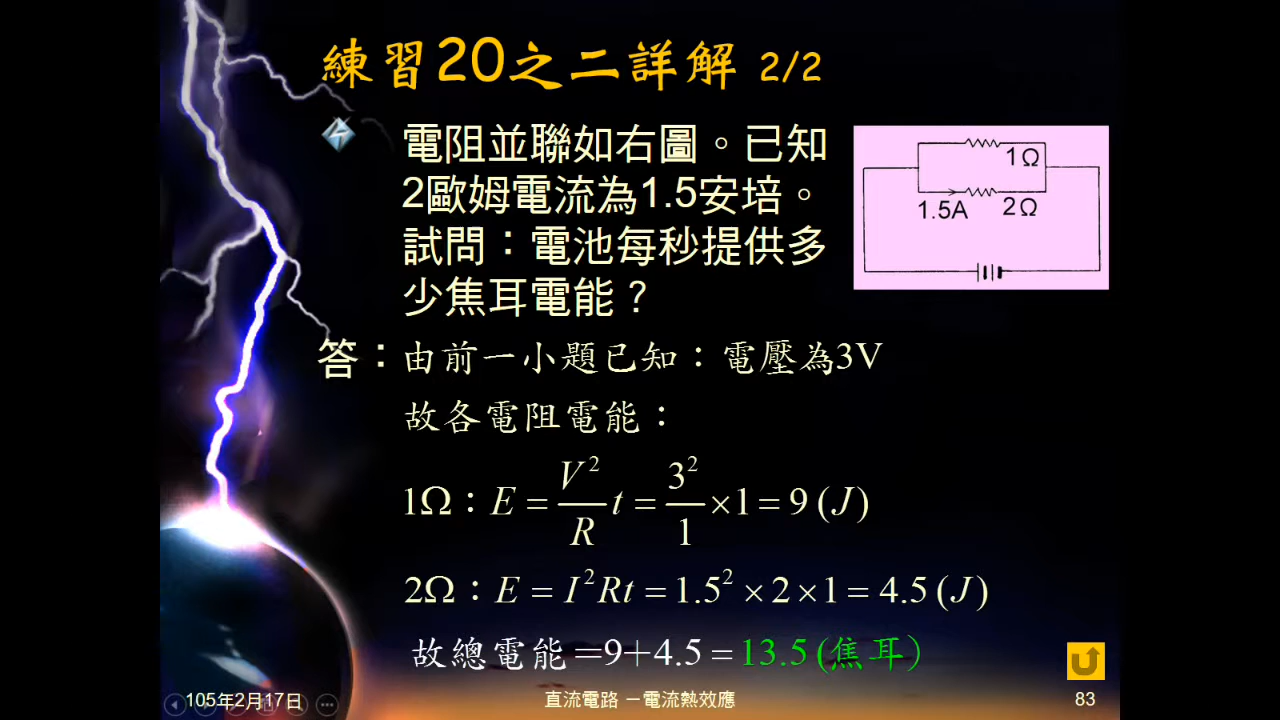 練習20之二詳解 2/2
電阻並聯如右圖。已知
2歐姆電流為1.5安培。
試問：電池每秒提供多
少焦耳電能？
1Ω
1.5A 2Ω
答：由前一小題已知：電壓為3V
故各電阻電能：
1Ω：E = V²/R t = 3²/1 ×1 = 9 (J)
2Ω：E = I²Rt = 1.5² × 2 × 1 = 4.5 (J)
故總電能=9+4.5 = 13.5 (焦耳)
105年2月17日
直流電路 －電流熱效應
83